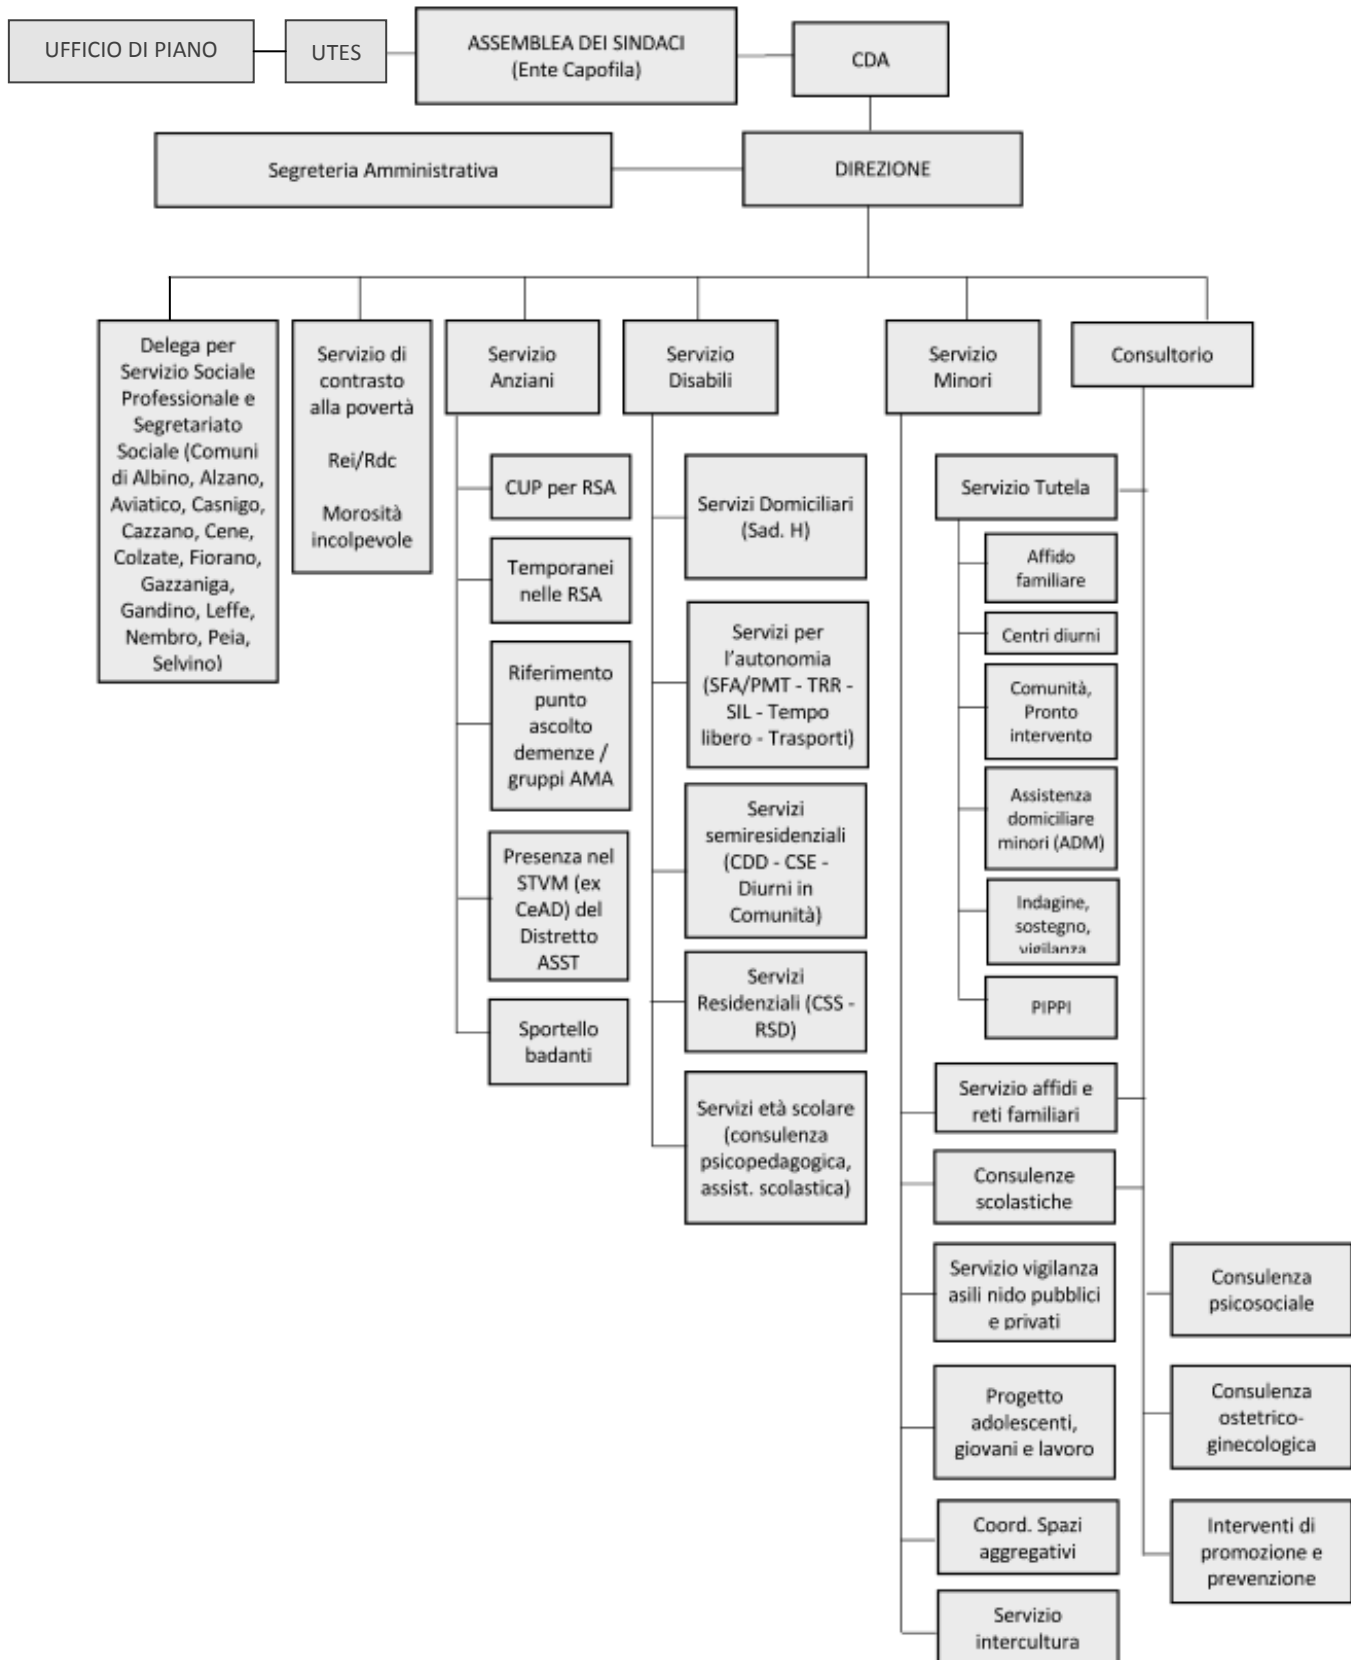 UFFICIO DI PIANO
UTES
ASSEMBLEA DEI SINDACI
(Ente Capofila)
CDA
Segreteria Amministrativa
DIREZIONE
Delega per
Servizio Sociale
Professionale e
Segretariato
Sociale (Comuni
di Albino, Alzano,
Aviatico, Casnigo,
Cazzano, Cene,
Colzate, Fiorano,
Gazzaniga,
Gandino, Leffe,
Nembro, Peia,
Selvino)
Servizio di
contrasto
alla povertà
Rei/Rdc
Morosità
incolpevole
Servizio
Anziani
CUP per RSA
Temporanei
nelle RSA
Riferimento
punto
ascolto
demenze /
gruppi AMA
Presenza nel
STVM (ex
CeAD) del
Distretto
ASST
Sportello
badanti
Servizio
Disabili
Servizi Domiciliari
(Sad. H)
Servizi per
l'autonomia
(SFA/PMT - TRR -
SIL - Tempo
libero - Trasporti)
Servizi
semiresidenziali
(CDD - CSE -
Diurni in
Comunità)
Servizi
Residenziali (CSS -
RSD)
Servizi età scolare
(consulenza
psicopedagogica,
assist. scolastica)
Servizio
Minori
Servizio Tutela
Affido
familiare
Centri diurni
Comunità,
Pronto
intervento
Assistenza
domiciliare
minori (ADM)
Indagine,
sostegno,
vigilanza
PIPPI
Servizio affidi e
reti familiari
Consulenze
scolastiche
Servizio vigilanza
asili nido pubblici
e privati
Progetto
adolescenti,
giovani e lavoro
Coord. Spazi
aggregativi
Servizio
intercultura
Consultorio
Consulenza
psicosociale
Consulenza
ostetrico-
ginecologica
Interventi di
promozione e
prevenzione